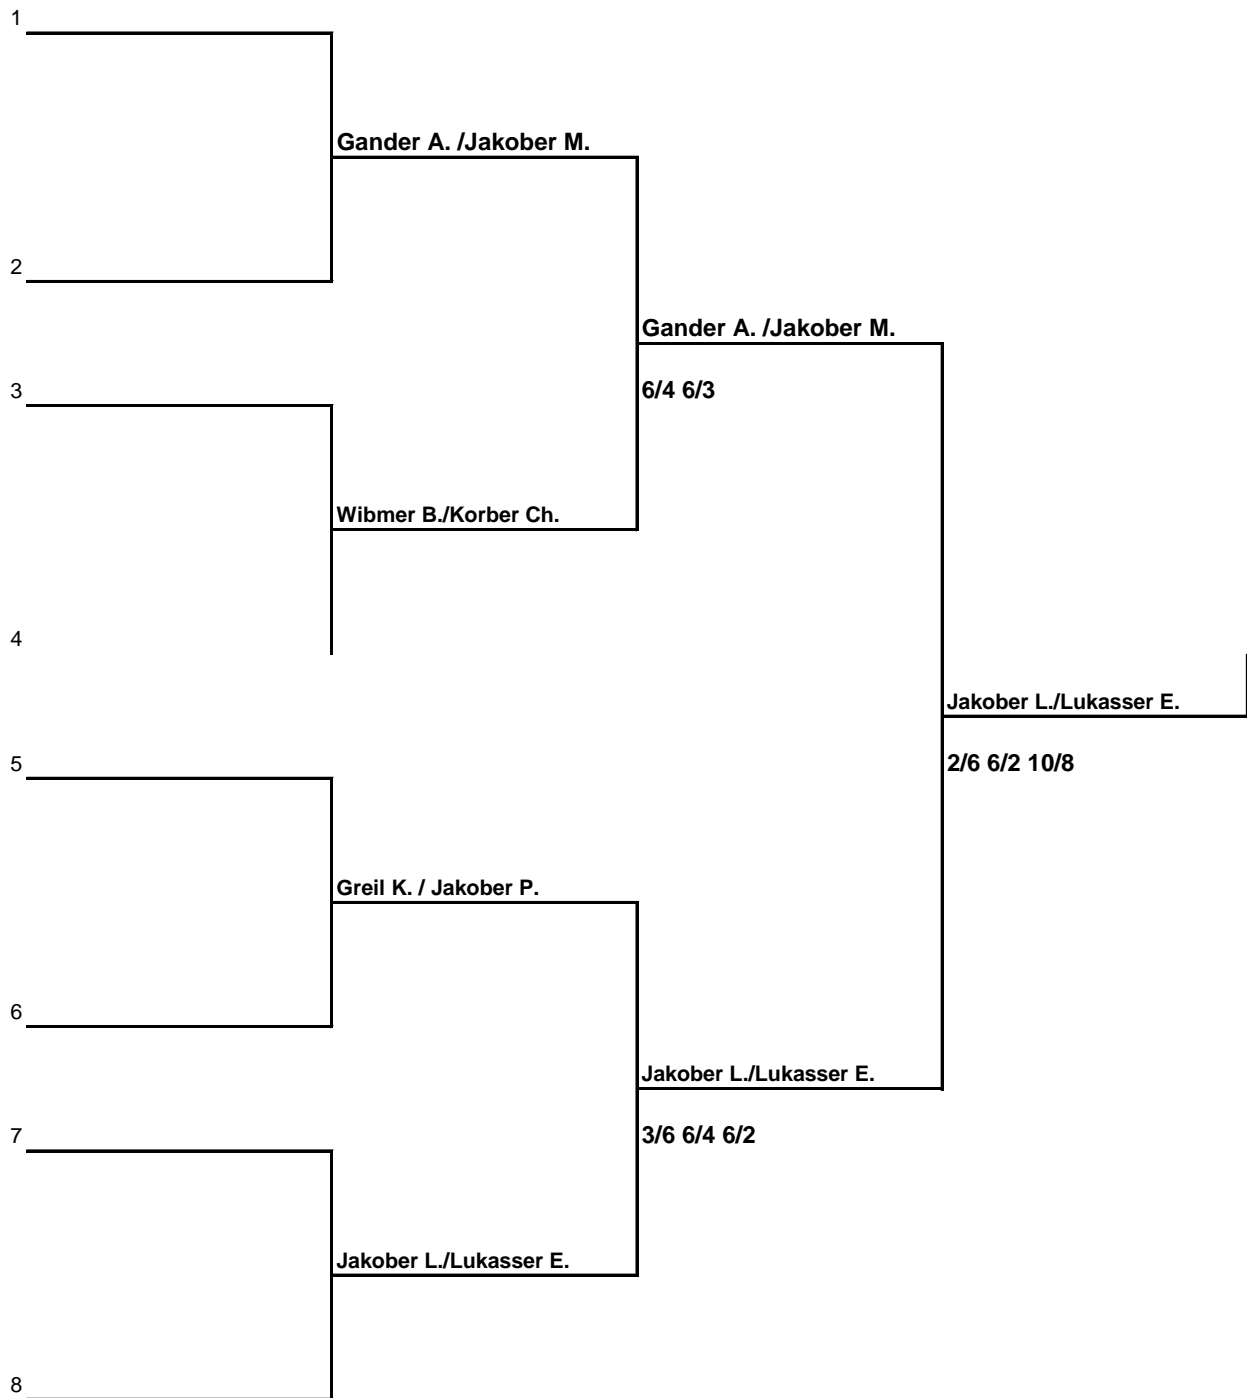 1
Gander A. /Jakober M.
2
Gander A. /Jakober M.
3
6/4 6/3
Wibmer B./Korber Ch.
4
Jakober L./Lukasser E.
5
2/6 6/2 10/8
Greil K. / Jakober P.
6
Jakober L./Lukasser E.
7
3/6 6/4 6/2
Jakober L./Lukasser E.
8